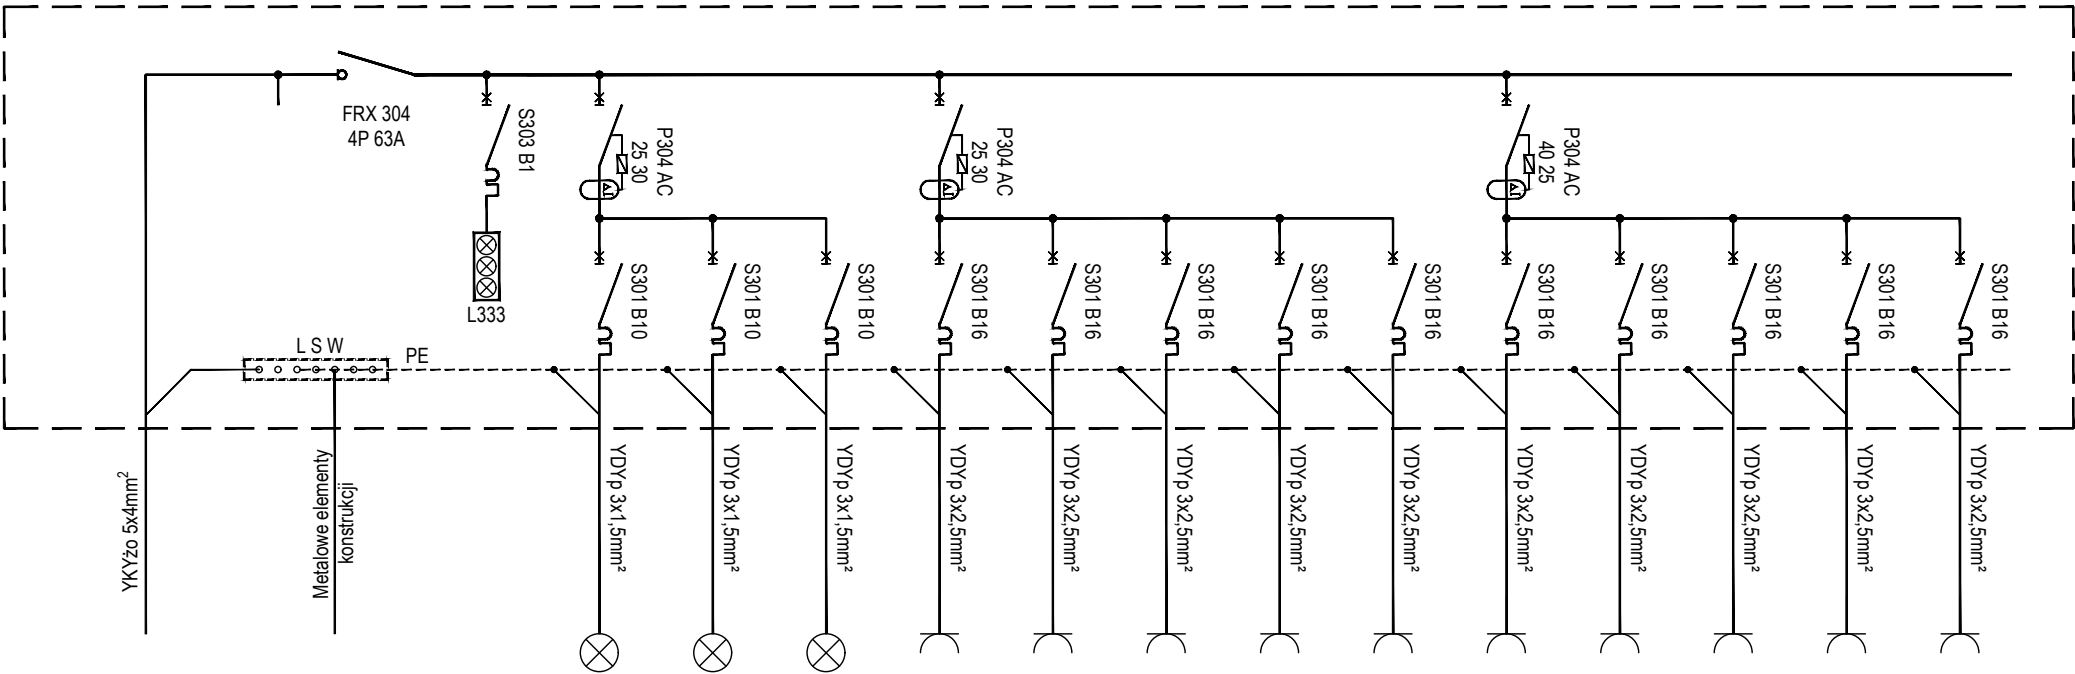 FRX 304
4P 63A
S303 B1
L333
P304 AC
25 30
P304 AC
25 30
P304 AC
40 25
S301 B10
S301 B10
S301 B10
S301 B16
S301 B16
S301 B16
S301 B16
S301 B16
S301 B16
S301 B16
S301 B16
S301 B16
S301 B16
L S W
PE
YKYżo 5x4mm²
Metalowe elementy
konstrukcji
YDYp 3x1,5mm²
YDYp 3x1,5mm²
YDYp 3x1,5mm²
YDYp 3x2,5mm²
YDYp 3x2,5mm²
YDYp 3x2,5mm²
YDYp 3x2,5mm²
YDYp 3x2,5mm²
YDYp 3x2,5mm²
YDYp 3x2,5mm²
YDYp 3x2,5mm²
YDYp 3x2,5mm²
YDYp 3x2,5mm²